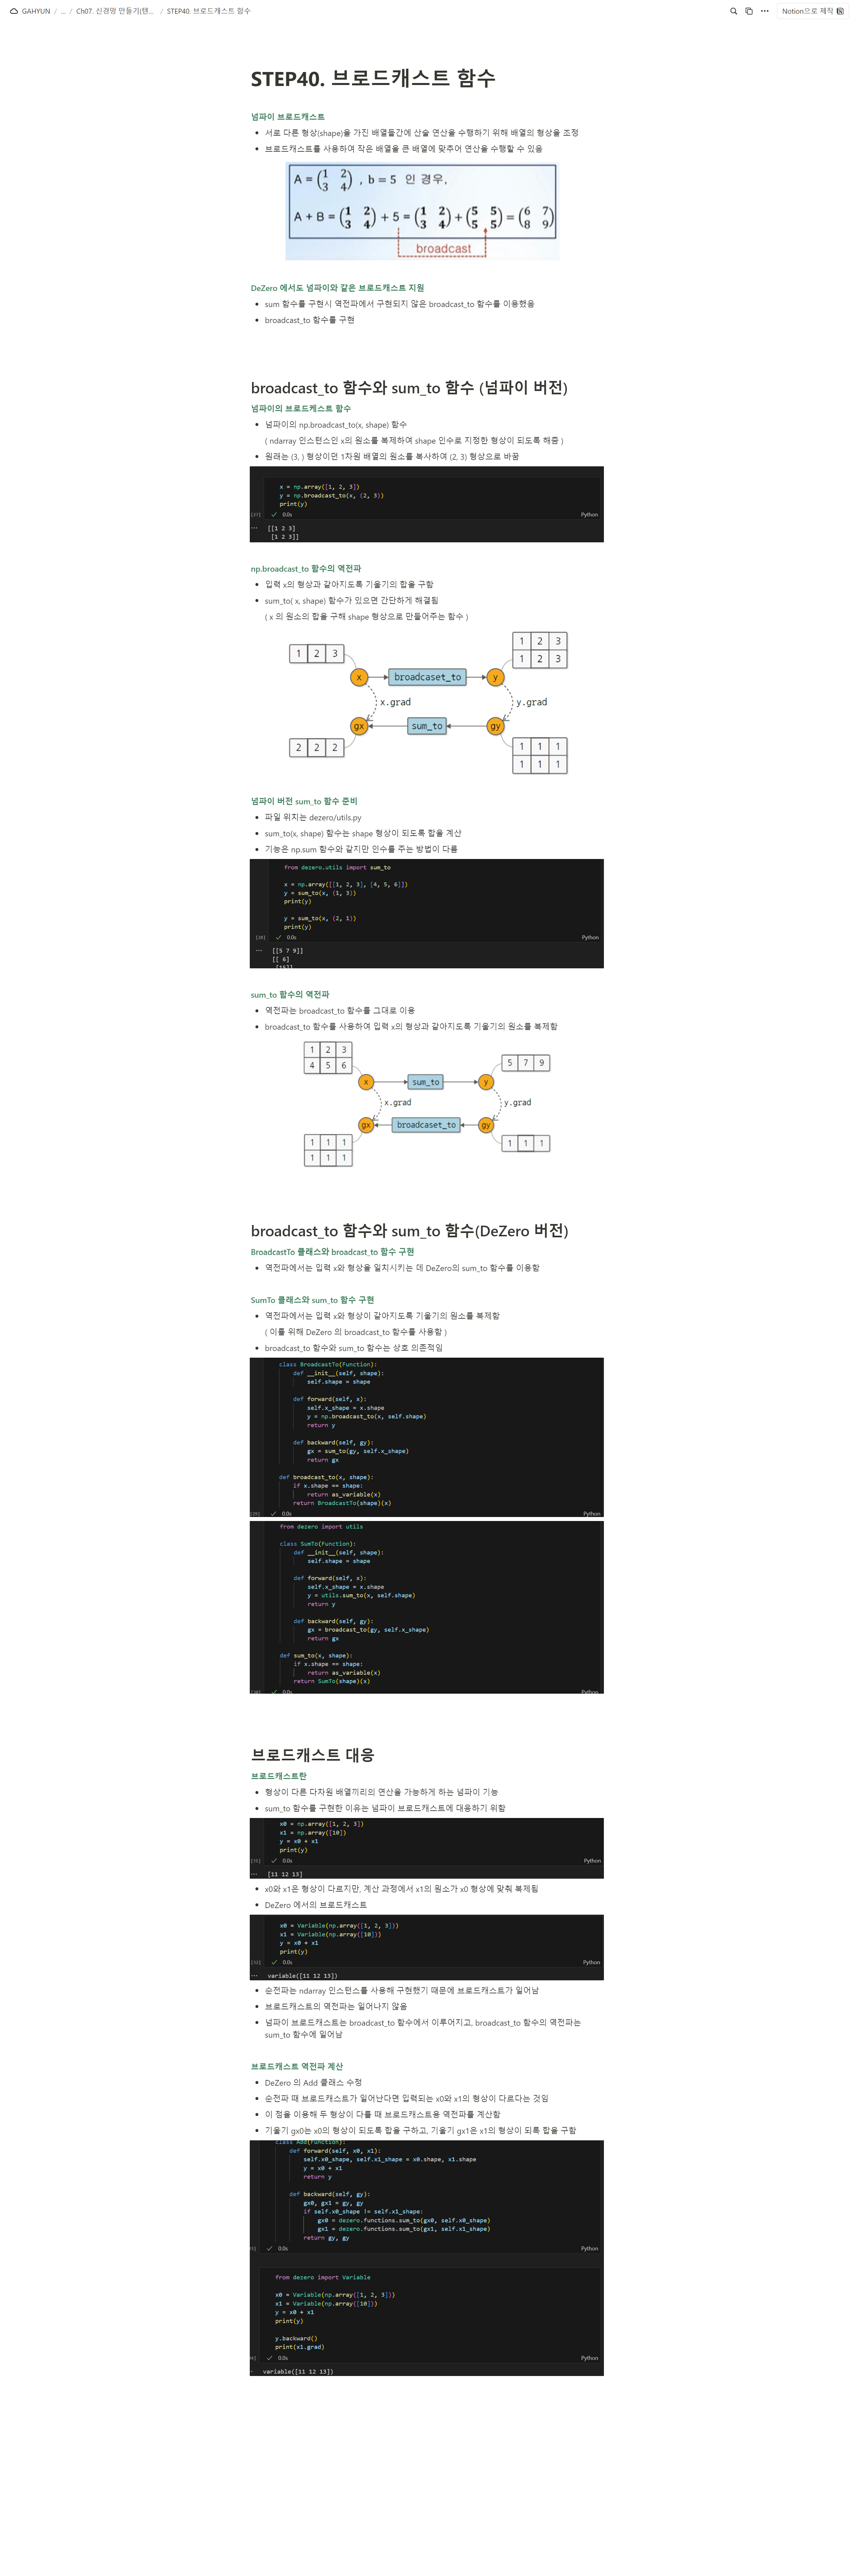 GAHYUN / ... / Ch07. 신경망 만들기(텐... / STEP40. 브로드캐스트 함수
Notion으로 제작
STEP40. 브로드캐스트 함수
넘파이 브로드캐스트
서로 다른 형상(shape)을 가진 배열들간에 산술 연산을 수행하기 위해 배열의 형상을 조정
브로드캐스트를 사용하여 작은 배열을 큰 배열에 맞추어 연산을 수행할 수 있음
A = (1 2 3 4) , b = 5 인 경우,
A + B = (1 2 3 4) + 5 = (1 2 3 4) + (5 5 5 5) = (6 7 8 9)
broadcast
DeZero 에서도 넘파이와 같은 브로드캐스트 지원
sum 함수를 구현시 역전파에서 구현되지 않은 broadcast_to 함수를 이용했음
broadcast_to 함수를 구현
broadcast_to 함수와 sum_to 함수 (넘파이 버전)
넘파이의 브로드케스트 함수
넘파이의 np.broadcast_to(x, shape) 함수
( ndarray 인스턴스인 x의 원소를 복제하여 shape 인수로 지정한 형상이 되도록 해줌 )
원래는 (3, ) 형상이던 1차원 배열의 원소를 복사하여 (2, 3) 형상으로 바꿈
x = np.array([1, 2, 3])
y = np.broadcast_to(x, (2, 3))
print(y)
[37] 0.0s Python
[[1 2 3]
[1 2 3]]
np.broadcast_to 함수의 역전파
입력 x의 형상과 같아지도록 기울기의 합을 구함
sum_to( x, shape) 함수가 있으면 간단하게 해결됨
( x 의 원소의 합을 구해 shape 형상으로 만들어주는 함수 )
1 2 3
1 2 3
1 2 3
x broadcaset_to y
x.grad y.grad
gx sum_to gy
2 2 2
1 1 1
1 1 1
넘파이 버전 sum_to 함수 준비
파일 위치는 dezero/utils.py
sum_to(x, shape) 함수는 shape 형상이 되도록 합을 계산
기능은 np.sum 함수와 같지만 인수를 주는 방법이 다름
from dezero.utils import sum_to
x = np.array([[1, 2, 3], [4, 5, 6]])
y = sum_to(x, (1, 3))
print(y)
y = sum_to(x, (2, 1))
print(y)
[28] 0.0s Python
[[5 7 9]]
[[ 6]
[15]]
sum_to 함수의 역전파
역전파는 broadcast_to 함수를 그대로 이용
broadcast_to 함수를 사용하여 입력 x의 형상과 같아지도록 기울기의 원소를 복제함
1 2 3
4 5 6
5 7 9
x sum_to y
x.grad y.grad
gx broadcaset_to gy
1 1 1
1 1 1
1 1 1
broadcast_to 함수와 sum_to 함수(DeZero 버전)
BroadcastTo 클래스와 broadcast_to 함수 구현
역전파에서는 입력 x와 형상을 일치시키는 데 DeZero의 sum_to 함수를 이용함
SumTo 클래스와 sum_to 함수 구현
역전파에서는 입력 x와 형상이 같아지도록 기울기의 원소를 복제함
( 이를 위해 DeZero 의 broadcast_to 함수를 사용함 )
broadcast_to 함수와 sum_to 함수는 상호 의존적임
class BroadcastTo(Function):
def __init__(self, shape):
self.shape = shape
def forward(self, x):
self.x_shape = x.shape
y = np.broadcast_to(x, self.shape)
return y
def backward(self, gy):
gx = sum_to(gy, self.x_shape)
return gx
def broadcast_to(x, shape):
if x.shape == shape:
return as_variable(x)
return BroadcastTo(shape)(x)
[29] 0.0s Python
from dezero import utils
class SumTo(Function):
def __init__(self, shape):
self.shape = shape
def forward(self, x):
self.x_shape = x.shape
y = utils.sum_to(x, self.shape)
return y
def backward(self, gy):
gx = broadcast_to(gy, self.x_shape)
return gx
def sum_to(x, shape):
if x.shape == shape:
return as_variable(x)
return SumTo(shape)(x)
[30] 0.0s Python
브로드캐스트 대응
브로드캐스트란
형상이 다른 다차원 배열끼리의 연산을 가능하게 하는 넘파이 기능
sum_to 함수를 구현한 이유는 넘파이 브로드캐스트에 대응하기 위함
x0 = np.array([1, 2, 3])
x1 = np.array([10])
y = x0 + x1
print(y)
0.0s Python
[11 12 13]
x0와 x1은 형상이 다르지만, 계산 과정에서 x1의 원소가 x0 형상에 맞춰 복제됨
DeZero 에서의 브로드캐스트
x0 = Variable(np.array([1, 2, 3]))
x1 = Variable(np.array([10]))
y = x0 + x1
print(y)
0.0s Python
variable([11 12 13])
순전파는 ndarray 인스턴스를 사용해 구현했기 때문에 브로드캐스트가 일어남
브로드캐스트의 역전파는 일어나지 않음
넘파이 브로드캐스트는 broadcast_to 함수에서 이루어지고, broadcast_to 함수의 역전파는
sum_to 함수에 일어남
브로드캐스트 역전파 계산
DeZero 의 Add 클래스 수정
순전파 때 브로드캐스트가 일어난다면 입력되는 x0와 x1의 형상이 다르다는 것임
이 점을 이용해 두 형상이 다를 때 브로드캐스트용 역전파를 계산함
기울기 gx0는 x0의 형상이 되도록 합을 구하고, 기울기 gx1은 x1의 형상이 되록 합을 구함
class Add(Function):
def forward(self, x0, x1):
self.x0_shape, self.x1_shape = x0.shape, x1.shape
y = x0 + x1
return y
def backward(self, gy):
gx0, gx1 = gy, gy
if self.x0_shape != self.x1_shape:
gx0 = dezero.functions.sum_to(gx0, self.x0_shape)
gx1 = dezero.functions.sum_to(gx1, self.x1_shape)
return gy, gy
0.0s Python
from dezero import Variable
x0 = Variable(np.array([1, 2, 3]))
x1 = Variable(np.array([10]))
y = x0 + x1
print(y)
y.backward()
print(x1.grad)
0.0s Python
variable([11 12 13])